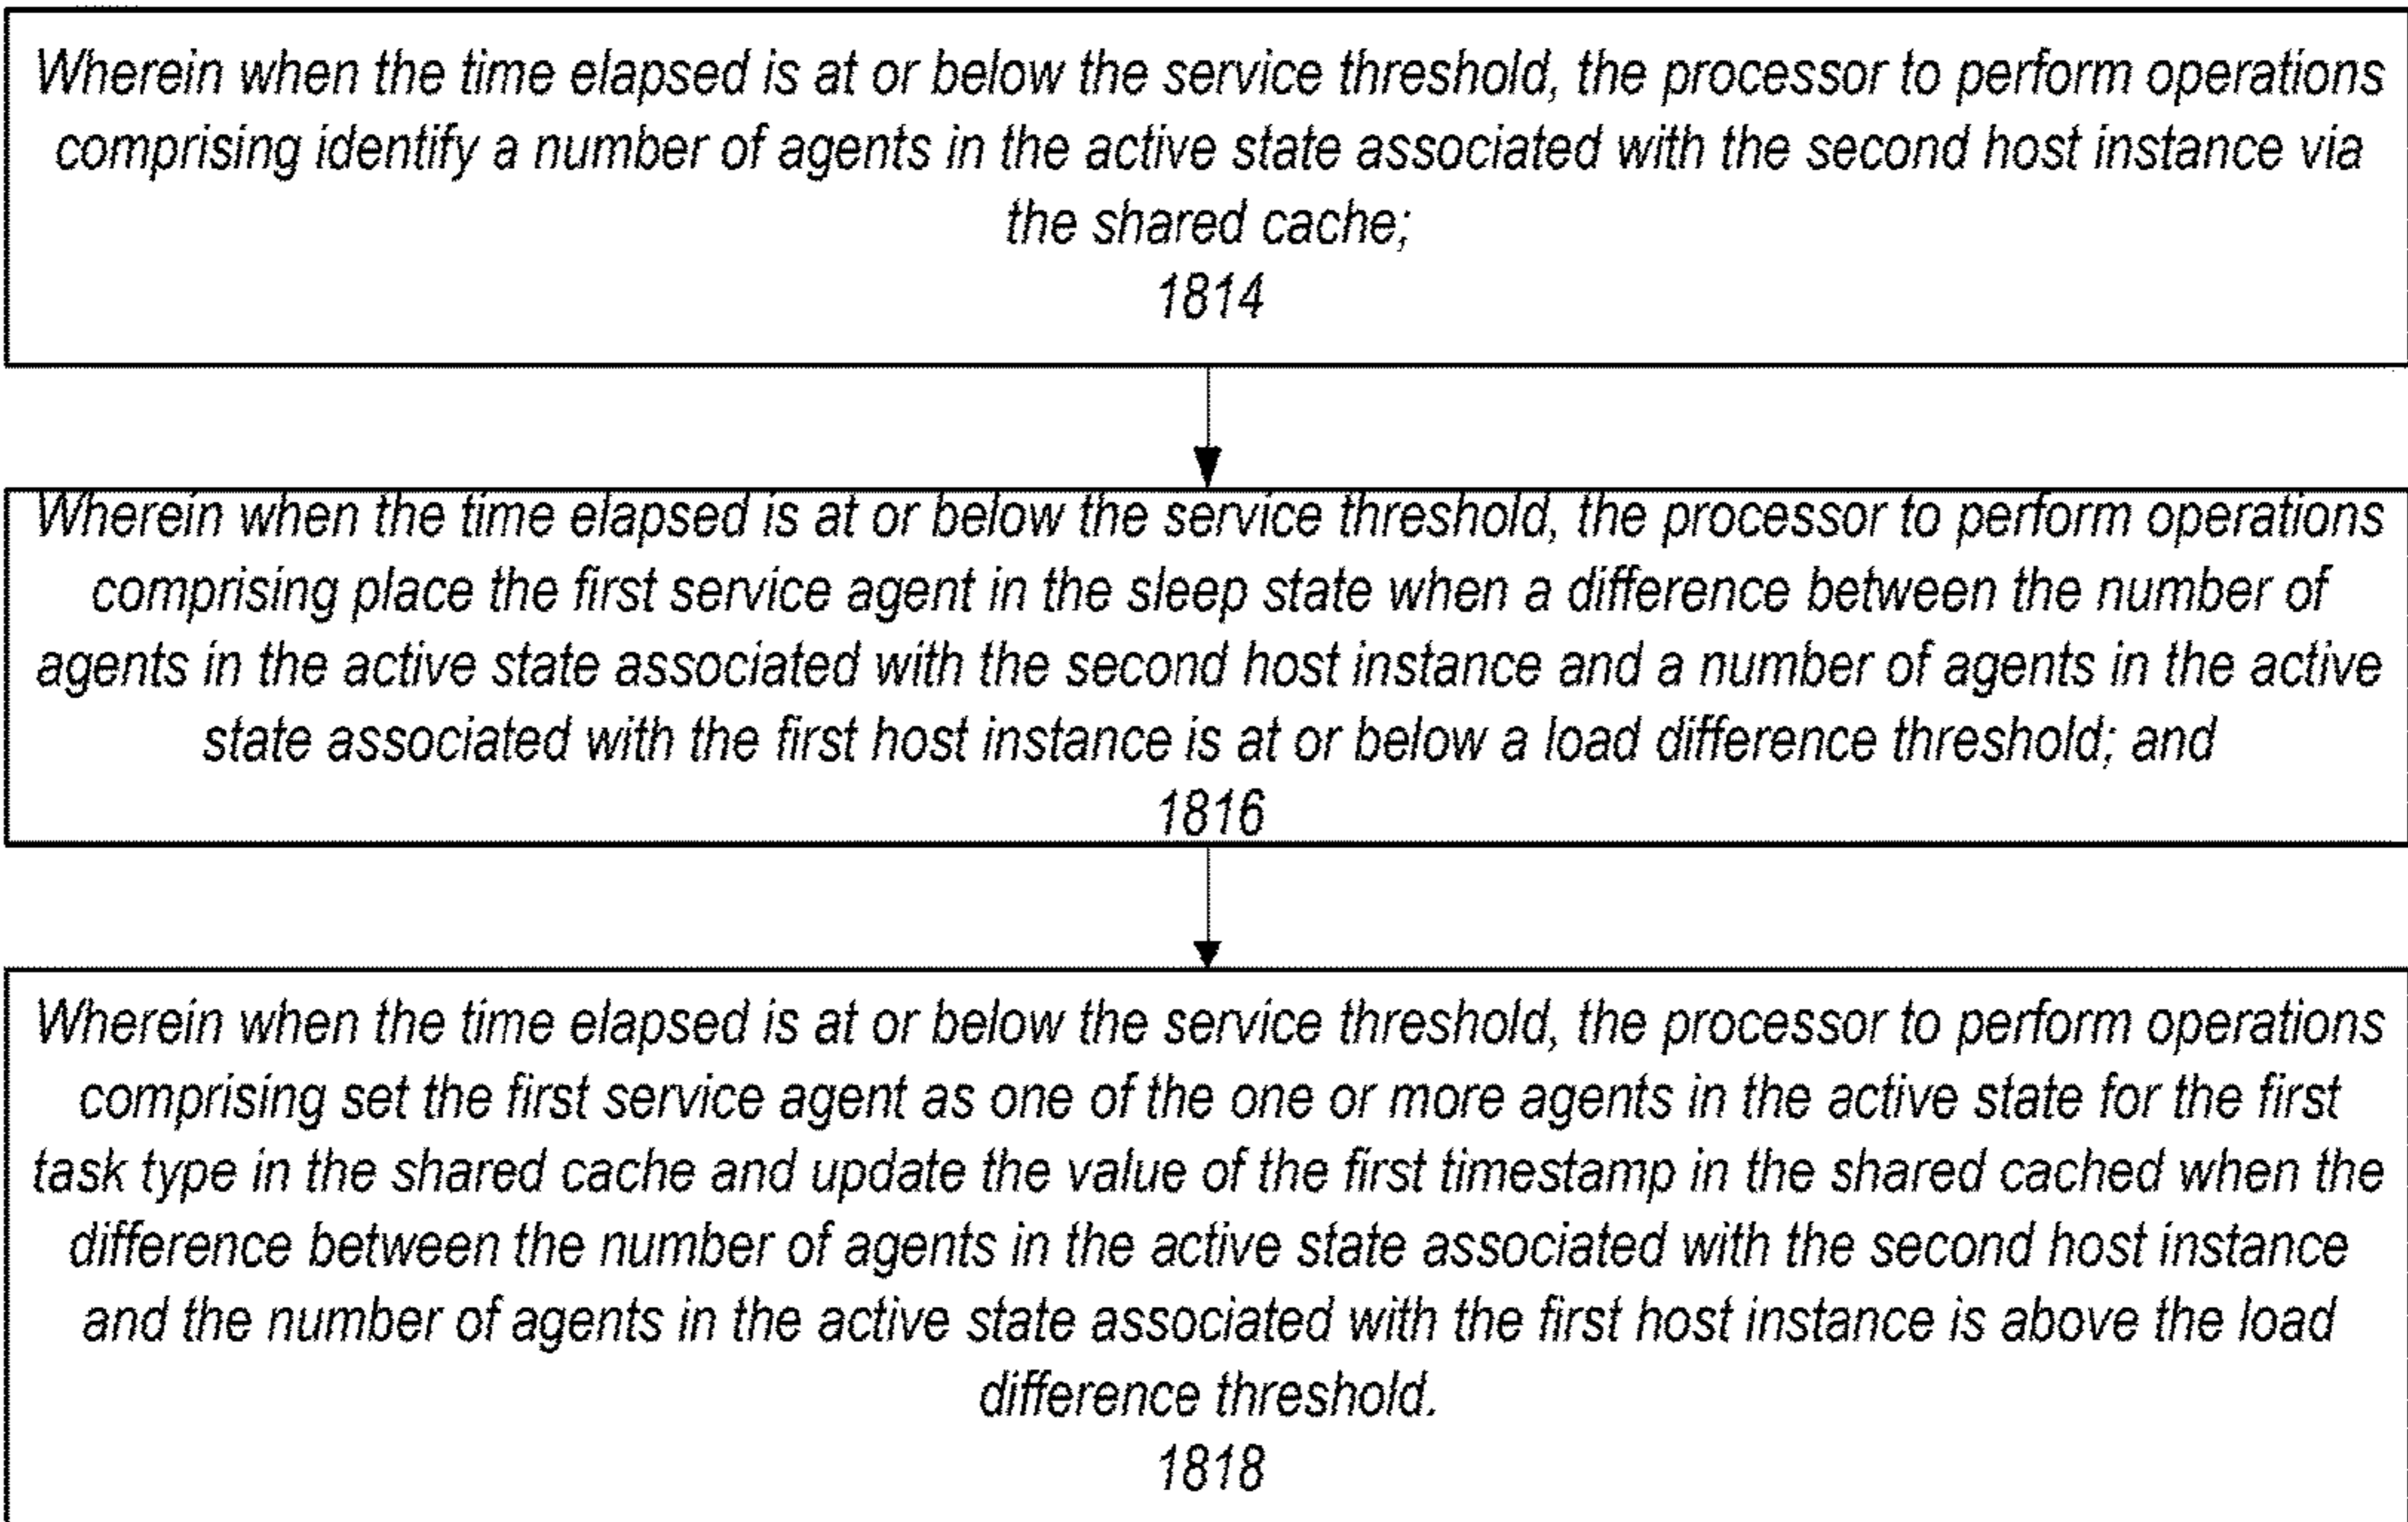 Wherein when the time elapsed is at or below the service threshold, the processor to perform operations
comprising identify a number of agents in the active state associated with the second host instance via
the shared cache;
1814
Wherein when the time elapsed is at or below the service threshold, the processor to perform operations
comprising place the first service agent in the sleep state when a difference between the number of
agents in the active state associated with the second host instance and a number of agents in the active
state associated with the first host instance is at or below a load difference threshold; and
1816
Wherein when the time elapsed is at or below the service threshold, the processor to perform operations
comprising set the first service agent as one of the one or more agents in the active state for the first
task type in the shared cache and update the value of the first timestamp in the shared cached when the
difference between the number of agents in the active state associated with the second host instance
and the number of agents in the active state associated with the first host instance is above the load
difference threshold.
1818